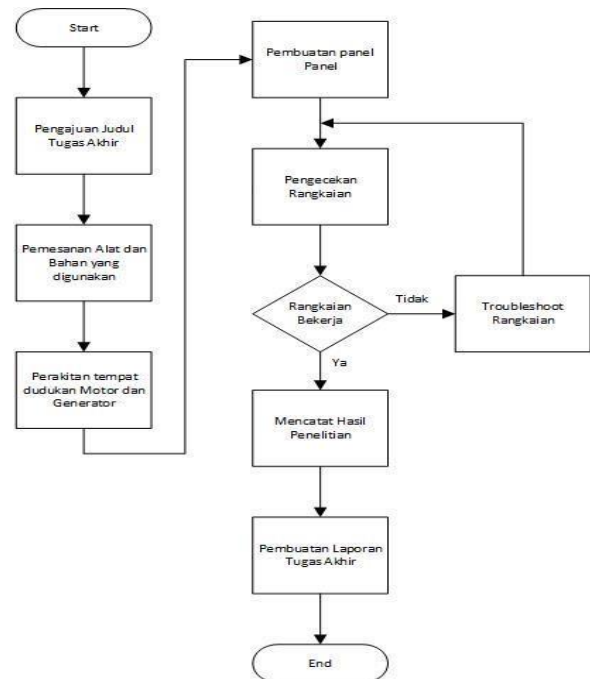 Start
Pengajuan Judul
Tugas Akhir
Pemesanan Alat dan
Bahan yang
digunakan
Perakitan tempat
dudukan Motor dan
Generator
Pembuatan panel
Panel
Pengecekan
Rangkaian
Rangkaian
Bekerja
Tidak
Troubleshoot
Rangkaian
Ya
Mencatat Hasil
Penelitian
Pembuatan Laporan
Tugas Akhir
End